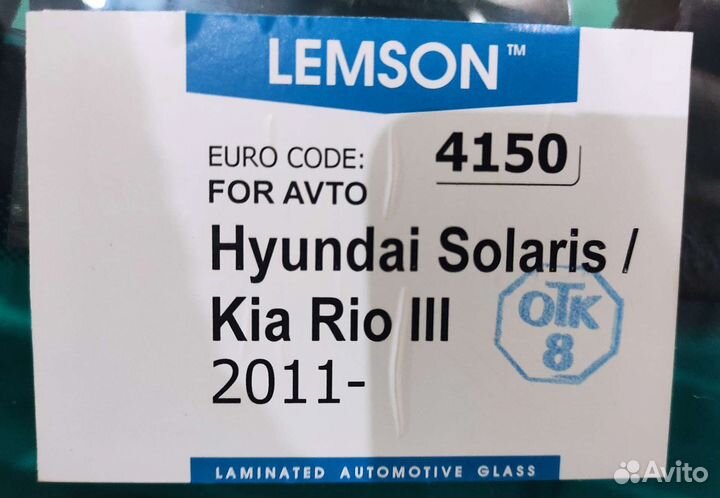 LEMSON™
EURO CODE: 4150
FOR AVTO
Hyundai Solaris /
Kia Rio III
2011-
ОТК
8
LAMINATED AUTOMOTIVE GLASS
Avito